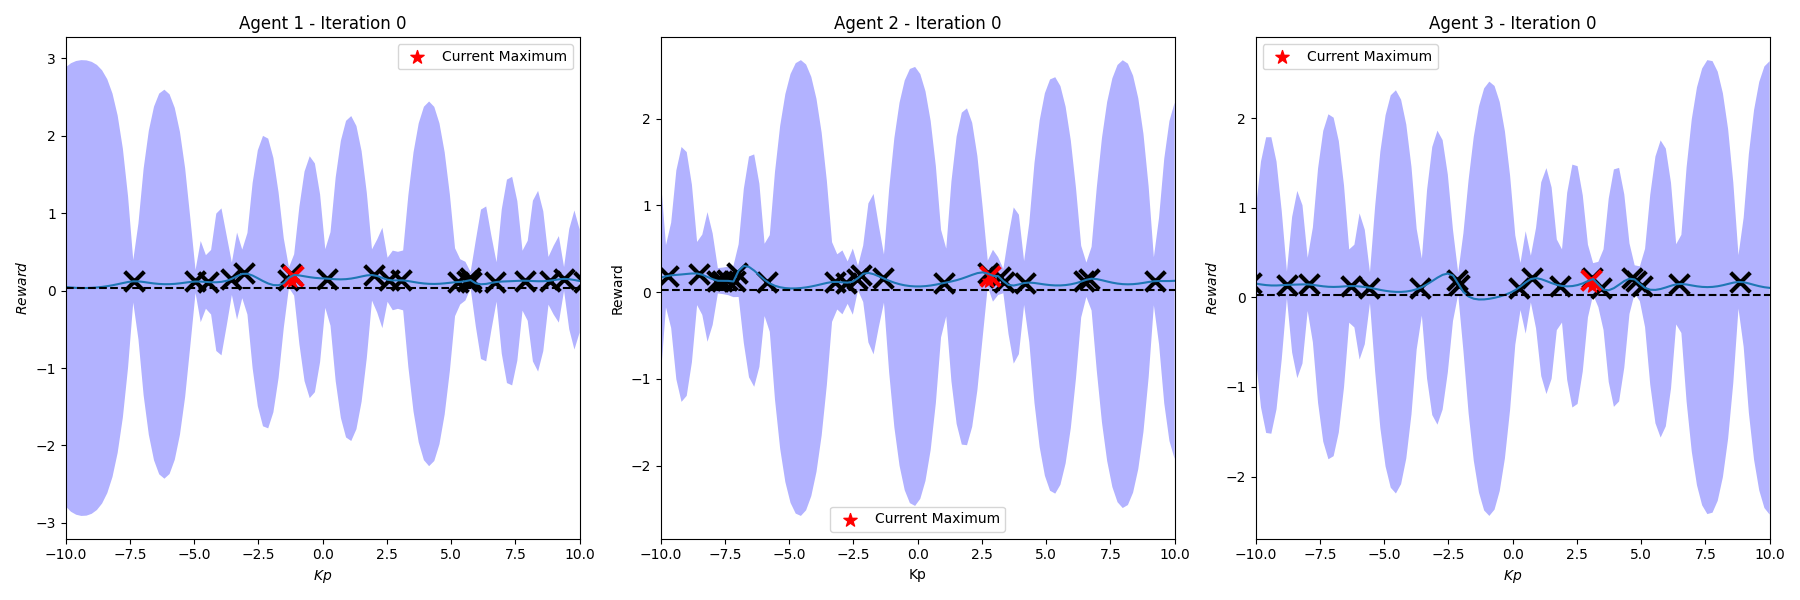 Agent 1 - Iteration 0
Current Maximum
3
2
1
0
−1
−2
−3
Reward
−10.0 −7.5 −5.0 −2.5 0.0 2.5 5.0 7.5 10.0
Kp
Agent 2 - Iteration 0
2
1
0
−1
−2
Reward
Current Maximum
−10.0 −7.5 −5.0 −2.5 0.0 2.5 5.0 7.5 10.0
Kp
Agent 3 - Iteration 0
Current Maximum
2
1
0
−1
−2
Reward
−10.0 −7.5 −5.0 −2.5 0.0 2.5 5.0 7.5 10.0
Kp